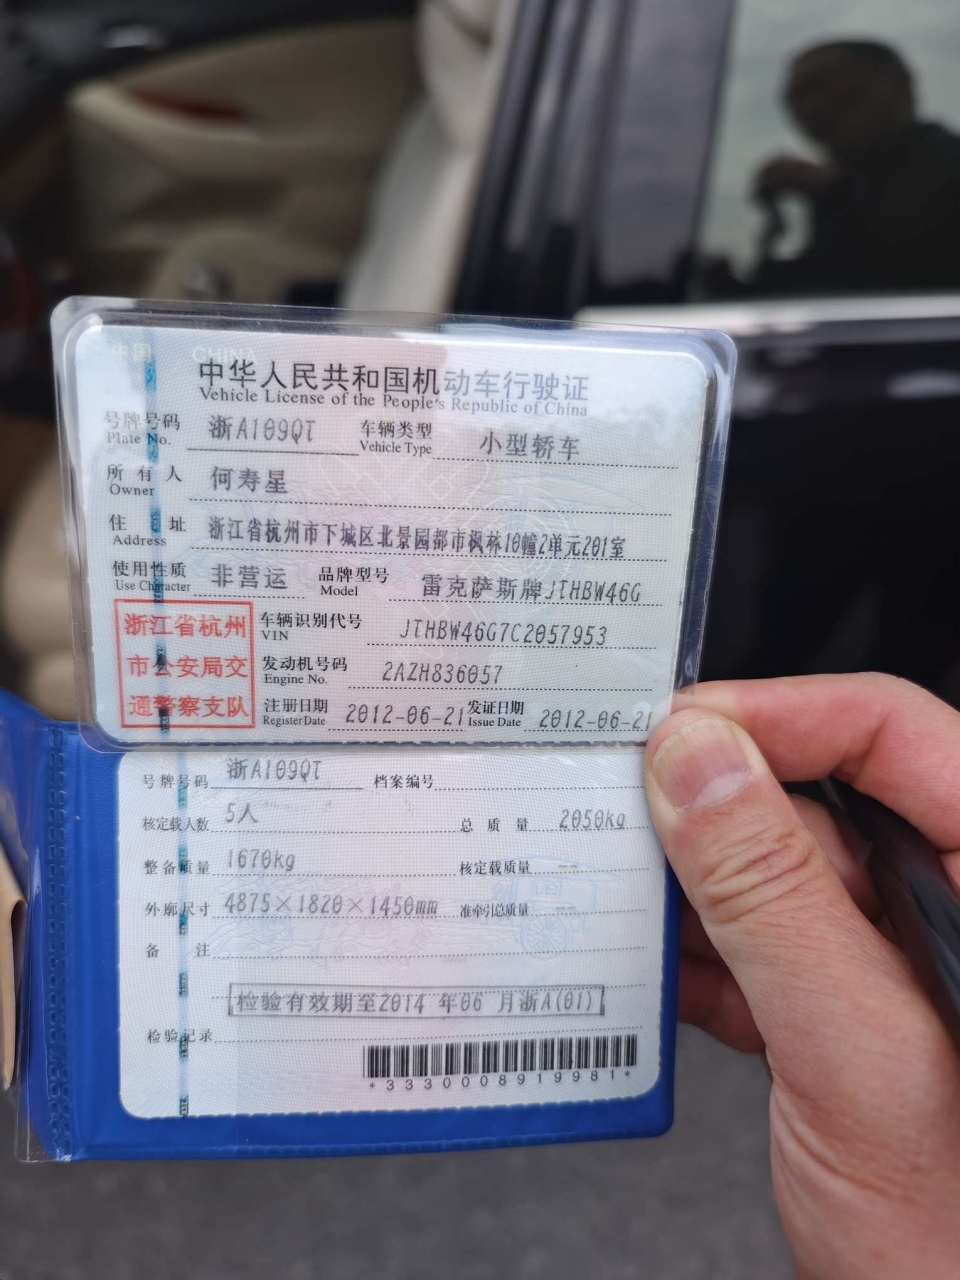 中国 CHINA
中华人民共和国机动车行驶证
Vehicle License of the People's Republic of China
号牌号码 浙A109QT 车辆类型 小型轿车
Plate No. Vehicle Type
所有人 何寿星
Owner
住址 浙江省杭州市下城区北景园都市枫林10幢2单元201室
Address
使用性质 非营运 品牌型号 雷克萨斯牌JTHBW46G
Use Character Model
浙江省杭州
市公安局交
通警察支队
车辆识别代号 JTHBW46G7C2057953
VIN
发动机号码 2AZH836057
Engine No.
注册日期 2012-06-21 发证日期 2012-06-21
Register Date Issue Date
号牌号码 浙A109QT 档案编号
核定载人数 5人 总质量 2050kg
整备质量 1670kg 核定载质量 --
外廓尺寸 4875×1820×1450mm 准牵引总质量 --
备注
检验有效期至2014 年06 月浙A(01)
检验记录
*3330008919981*